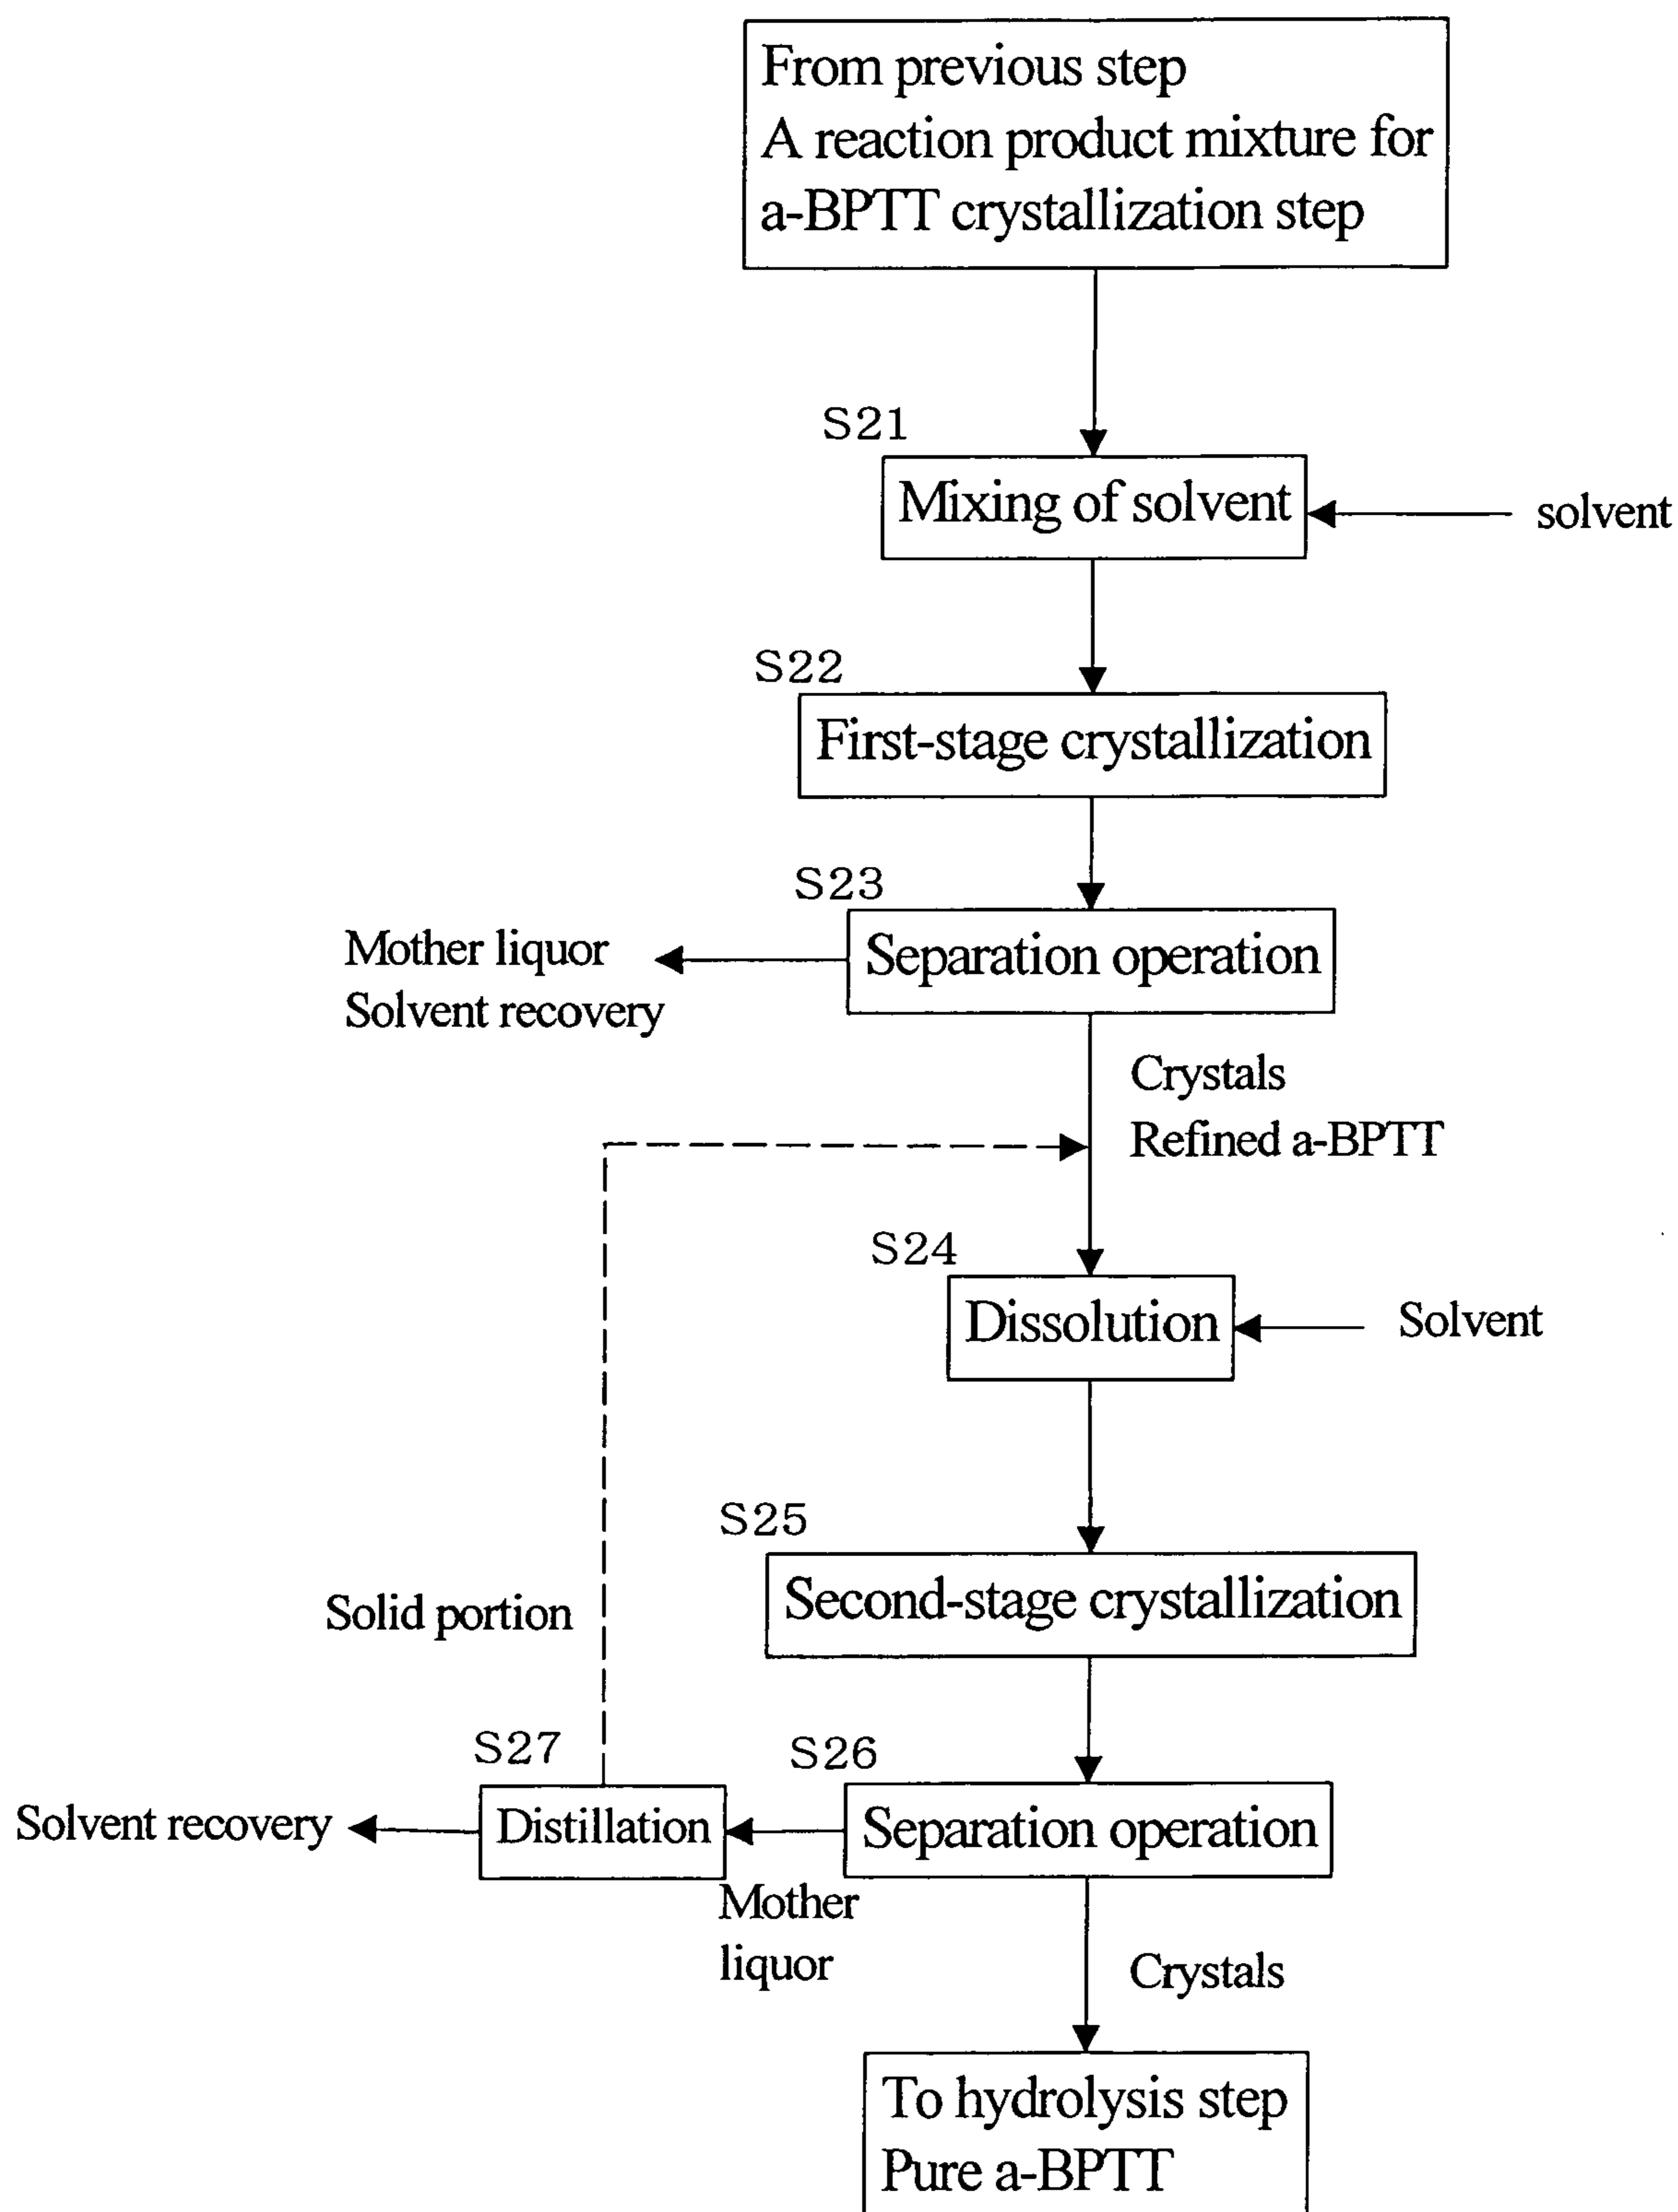 From previous step
A reaction product mixture for
a-BPTT crystallization step
S21
Mixing of solvent
solvent
S22
First-stage crystallization
S23
Separation operation
Mother liquor
Solvent recovery
Crystals
Refined a-BPTT
S24
Dissolution
Solvent
S25
Second-stage crystallization
Solid portion
S27
S26
Solvent recovery
Distillation
Separation operation
Mother
liquor
Crystals
To hydrolysis step
Pure a-BPTT